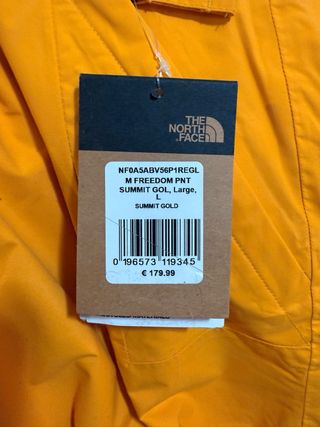 THE
NORTH
FACE
NF0A5ABV56P1REGL
M FREEDOM PNT
SUMMIT GOL, Large,
L
SUMMIT GOLD
0 196573 119345
€ 179.99